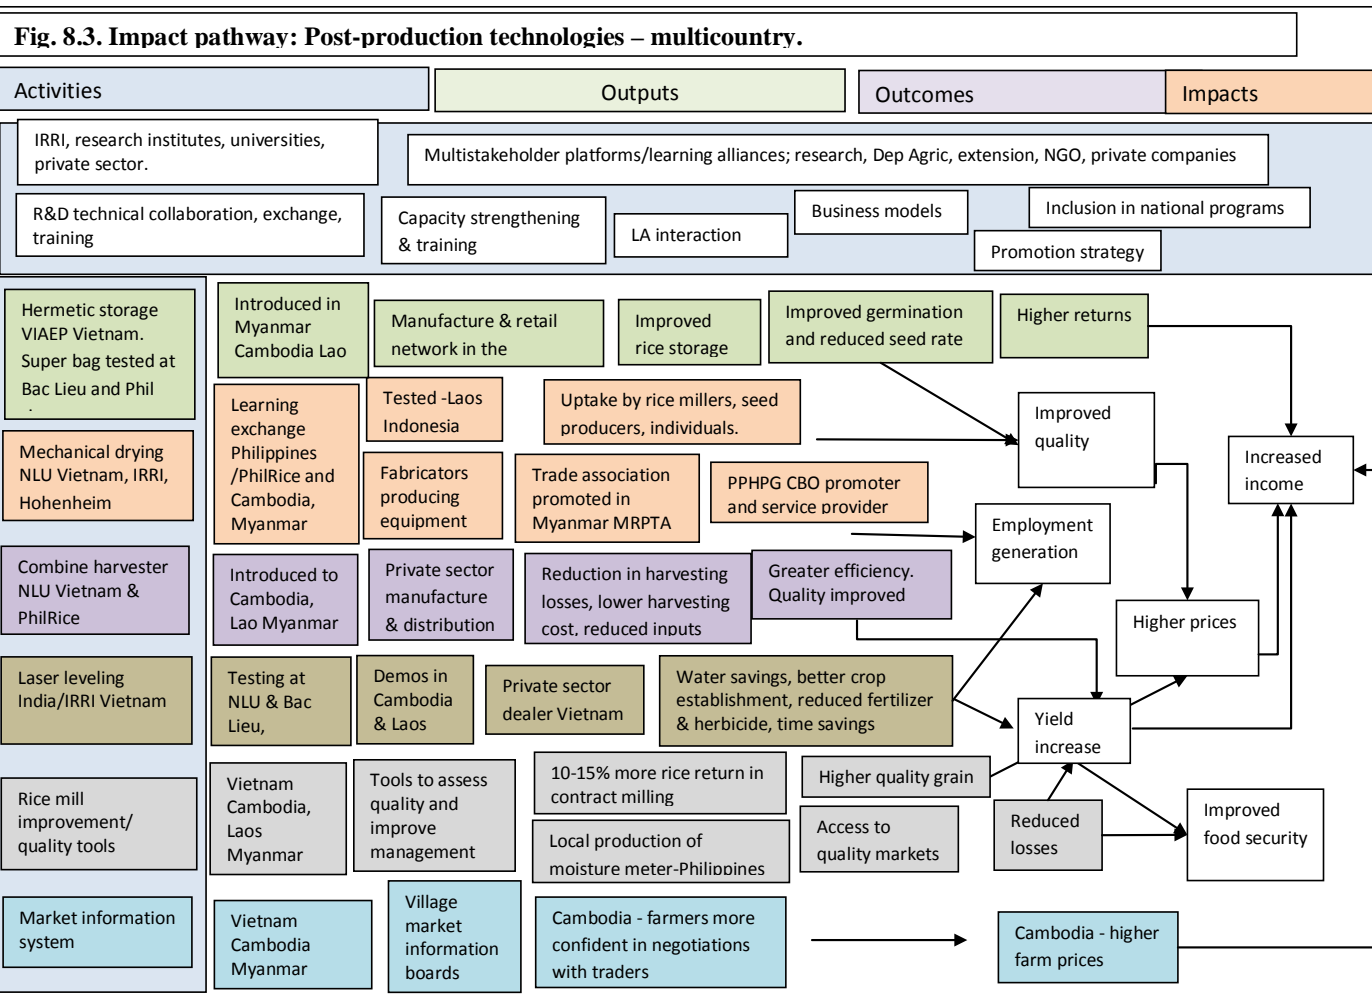 Fig. 8.3. Impact pathway: Post-production technologies – multicountry.
Activities
Outputs
Outcomes
Impacts
IRRI, research institutes, universities,
private sector.
Multistakeholder platforms/learning alliances; research, Dep Agric, extension, NGO, private companies
R&D technical collaboration, exchange,
training
Capacity strengthening
& training
LA interaction
Business models
Inclusion in national programs
Promotion strategy
Hermetic storage
VIAEP Vietnam.
Super bag tested at
Bac Lieu and Phil
Introduced in
Myanmar
Cambodia Lao
Manufacture & retail
network in the
Improved
rice storage
Improved germination
and reduced seed rate
Higher returns
Mechanical drying
NLU Vietnam, IRRI,
Hohenheim
Learning
exchange
Philippines
/PhilRice and
Cambodia,
Myanmar
Tested -Laos
Indonesia
Uptake by rice millers, seed
producers, individuals.
Fabricators
producing
equipment
Trade association
promoted in
Myanmar MRPTA
PPHPG CBO promoter
and service provider
Improved
quality
Increased
income
Employment
generation
Combine harvester
NLU Vietnam &
PhilRice
Introduced to
Cambodia,
Lao Myanmar
Private sector
manufacture
& distribution
Reduction in harvesting
losses, lower harvesting
cost, reduced inputs
Greater efficiency.
Quality improved
Higher prices
Laser leveling
India/IRRI Vietnam
Testing at
NLU & Bac
Lieu,
Demos in
Cambodia
& Laos
Private sector
dealer Vietnam
Water savings, better crop
establishment, reduced fertilizer
& herbicide, time savings
Yield
increase
Rice mill
improvement/
quality tools
Vietnam
Cambodia,
Laos
Myanmar
Tools to assess
quality and
improve
management
10-15% more rice return in
contract milling
Local production of
moisture meter-Philippines
Higher quality grain
Access to
quality markets
Reduced
losses
Improved
food security
Market information
system
Vietnam
Cambodia
Myanmar
Village
market
information
boards
Cambodia - farmers more
confident in negotiations
with traders
Cambodia - higher
farm prices